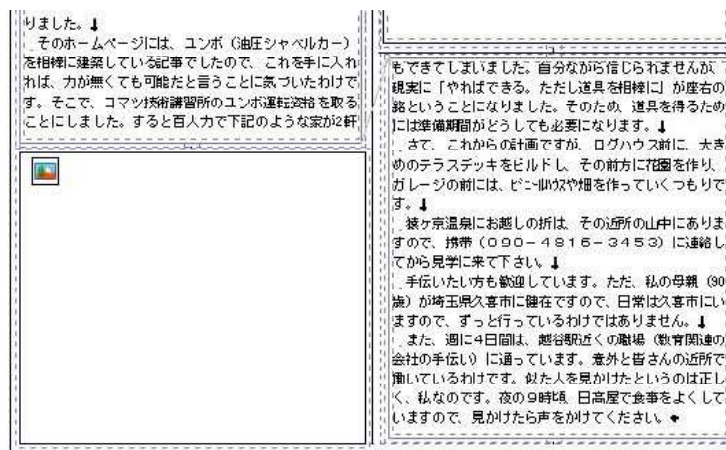 りました。
そのホームページには、ユンボ（油圧シャベルカー）
を相棒に建築している記事でしたので、これを手に入れ
れば、力が無くても可能だと言うことに気づいたわけで
す。そこで、コマツ技術講習所のユンボ運転資格を取る
ことにしました。すると百人力で下記のような家が2軒
もできてしまいました。自分ながら信じられませんが、
現実に「やればできる。ただし道具を相棒に」が座右の
銘ということになりました。そのため、道具を得るため
には準備期間がどうしても必要になります。
さて、これからの計画ですが、ログハウス前に、大き
めのテラスデッキをビルドし、その前方に花園を作り、
ガレージの前には、ビニールハウスや畑を作っていくつもりで
す。
猿ヶ京温泉にお越しの折は、その近所の山中にありま
すので、携帯（０９０－４８１６－３４５３）に連絡し
てから見学に来て下さい。
手伝いたい方も歓迎しています。ただ、私の母親（90
歳）が埼玉県久喜市に健在ですので、日常は久喜市にい
ますので、ずっと行っているわけではありません。
また、週に４日間は、越谷駅近くの職場（教育関連の
会社の手伝い）に通っています。意外と皆さんの近所で
働いているわけです。似た人を見かけたというのは正し
く、私なのです。夜の９時頃、日高屋で食事をよくして
いますので、見かけたら声をかけてください。